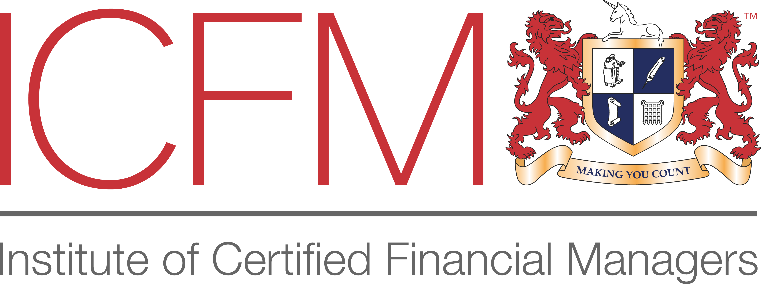 ICFM
TM
MAKING YOU COUNT
Institute of Certified Financial Managers